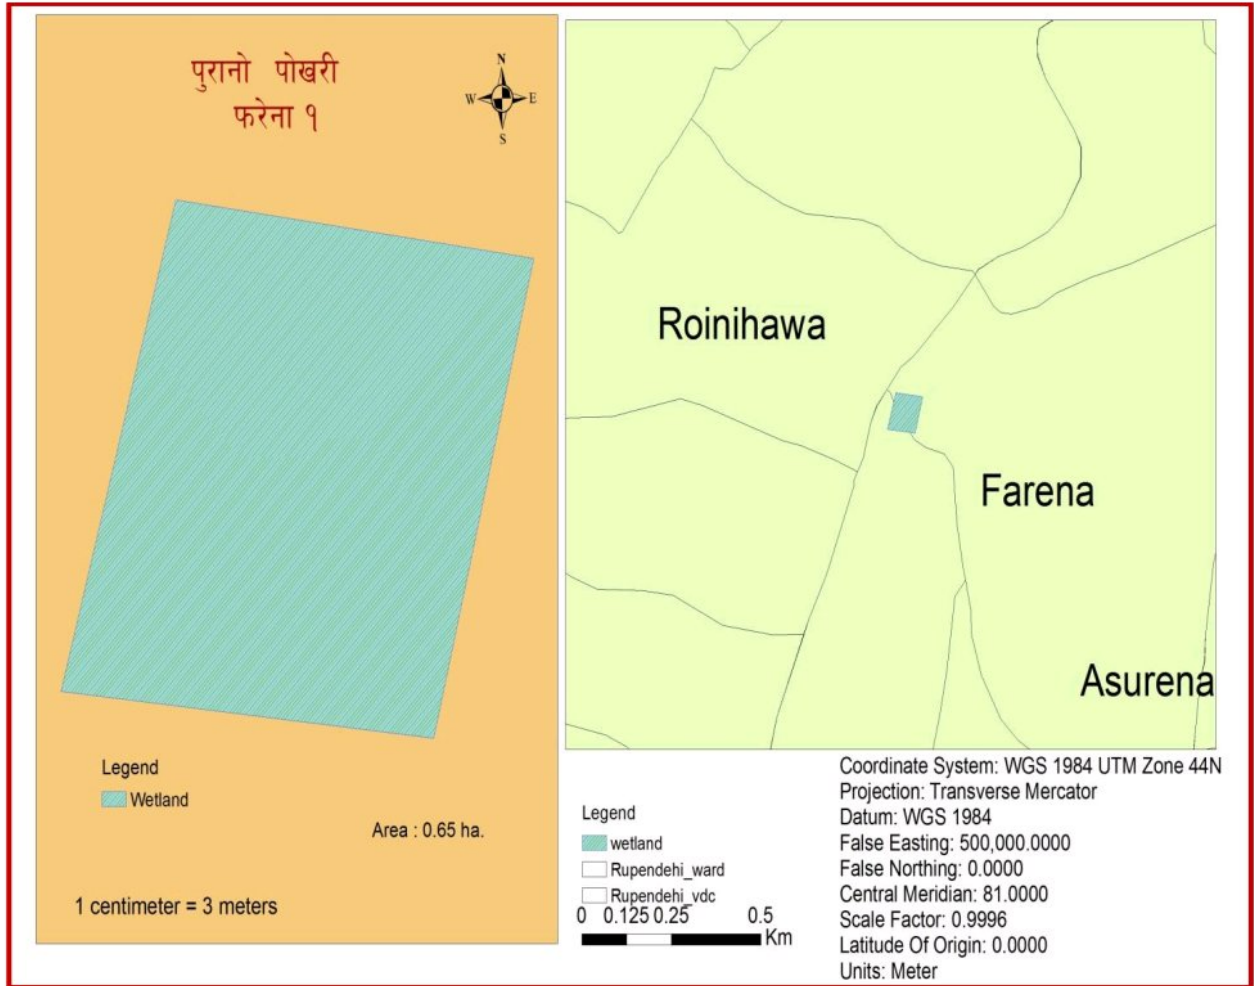 पुरानो पोखरी
फरेना १
N
W E
S
Legend
Wetland
Area : 0.65 ha.
1 centimeter = 3 meters
Roinihawa
Farena
Asurena
Legend
wetland
Rupendehi_ward
Rupendehi_vdc
0 0.125 0.25 0.5
Km
Coordinate System: WGS 1984 UTM Zone 44N
Projection: Transverse Mercator
Datum: WGS 1984
False Easting: 500,000.0000
False Northing: 0.0000
Central Meridian: 81.0000
Scale Factor: 0.9996
Latitude Of Origin: 0.0000
Units: Meter